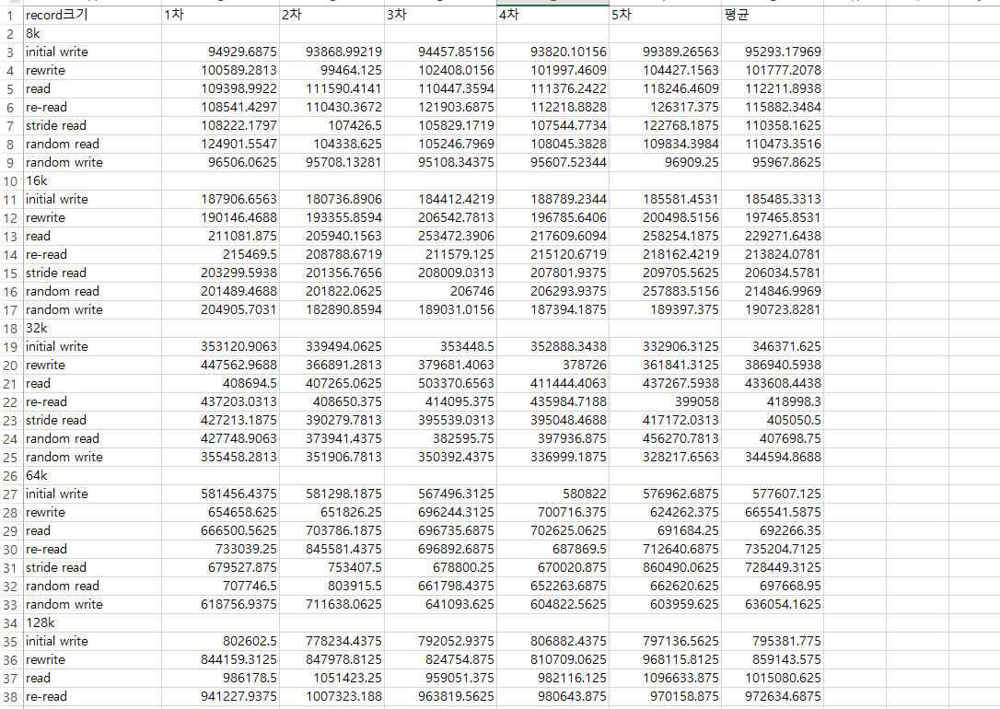 1 record크기 1차 2차 3차 4차 5차 평균
2 8k
3 initial write 94929.6875 93868.99219 94457.85156 93820.10156 99389.26563 95293.17969
4 rewrite 100589.2813 99464.125 102408.0156 101997.4609 104427.1563 101777.2078
5 read 109398.9922 111590.4141 110447.3594 111376.2422 118246.4609 112211.8938
6 re-read 108541.4297 110430.3672 121903.6875 112218.8828 126317.375 115882.3484
7 stride read 108222.1797 107426.5 105829.1719 107544.7734 122768.1875 110358.1625
8 random read 124901.5547 104338.625 105246.7969 108045.3828 109834.3984 110473.3516
9 random write 96506.0625 95708.13281 95108.34375 95607.52344 96909.25 95967.8625
10 16k
11 initial write 187906.6563 180736.8906 184412.4219 188789.2344 185581.4531 185485.3313
12 rewrite 190146.4688 193355.8594 206542.7813 196785.6406 200498.5156 197465.8531
13 read 211081.875 205940.1563 253472.3906 217609.6094 258254.1875 229271.6438
14 re-read 215469.5 208788.6719 211579.125 215120.6719 218162.4219 213824.0781
15 stride read 203299.5938 201356.7656 208009.0313 207801.9375 209705.5625 206034.5781
16 random read 201489.4688 201822.0625 206746 206293.9375 257883.5156 214846.9969
17 random write 204905.7031 182890.8594 189031.0156 187394.1875 189397.375 190723.8281
18 32k
19 initial write 353120.9063 339494.0625 353448.5 352888.3438 332906.3125 346371.625
20 rewrite 447562.9688 366891.2813 379681.4063 378726 361841.3125 386940.5938
21 read 408694.5 407265.0625 503370.6563 411444.4063 437267.5938 433608.4438
22 re-read 437203.0313 408650.375 414095.375 435984.7188 399058 418998.3
23 stride read 427213.1875 390279.7813 395539.0313 395048.4688 417172.0313 405050.5
24 random read 427748.9063 373941.4375 382595.75 397936.875 456270.7813 407698.75
25 random write 355458.2813 351906.7813 350392.4375 336999.1875 328217.6563 344594.8688
26 64k
27 initial write 581456.4375 581298.1875 567496.3125 580822 576962.6875 577607.125
28 rewrite 654658.625 651826.25 696244.3125 700716.375 624262.375 665541.5875
29 read 666500.5625 703786.1875 696735.6875 702625.0625 691684.25 692266.35
30 re-read 733039.25 845581.4375 696892.6875 687869.5 712640.6875 735204.7125
31 stride read 679527.875 753407.5 678800.25 670020.875 860490.0625 728449.3125
32 random read 707746.5 803915.5 661798.4375 652263.6875 662620.625 697668.95
33 random write 618756.9375 711638.0625 641093.625 604822.5625 603959.625 636054.1625
34 128k
35 initial write 802602.5 778234.4375 792052.9375 806882.4375 797136.5625 795381.775
36 rewrite 844159.3125 847978.8125 824754.875 810709.0625 968115.8125 859143.575
37 read 986178.5 1051423.25 959051.375 982116.125 1096633.875 1015080.625
38 re-read 941227.9375 1007323.188 963819.5625 980643.875 970158.875 972634.6875